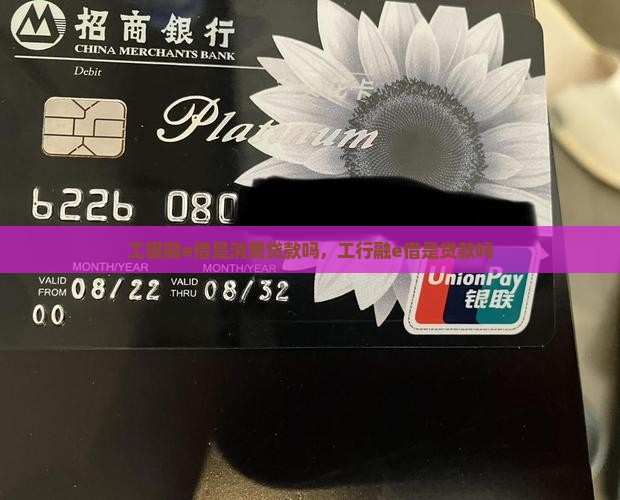 招商银行
CHINA MERCHANTS BANK
Debit
Platinum
6226 080
工银融e借是消费贷款吗，工行融e借是贷款吗
MONTH/YEAR MONTH/YEAR
VALID FROM 08/22 VALID THRU 08/32
00
UnionPay
银联